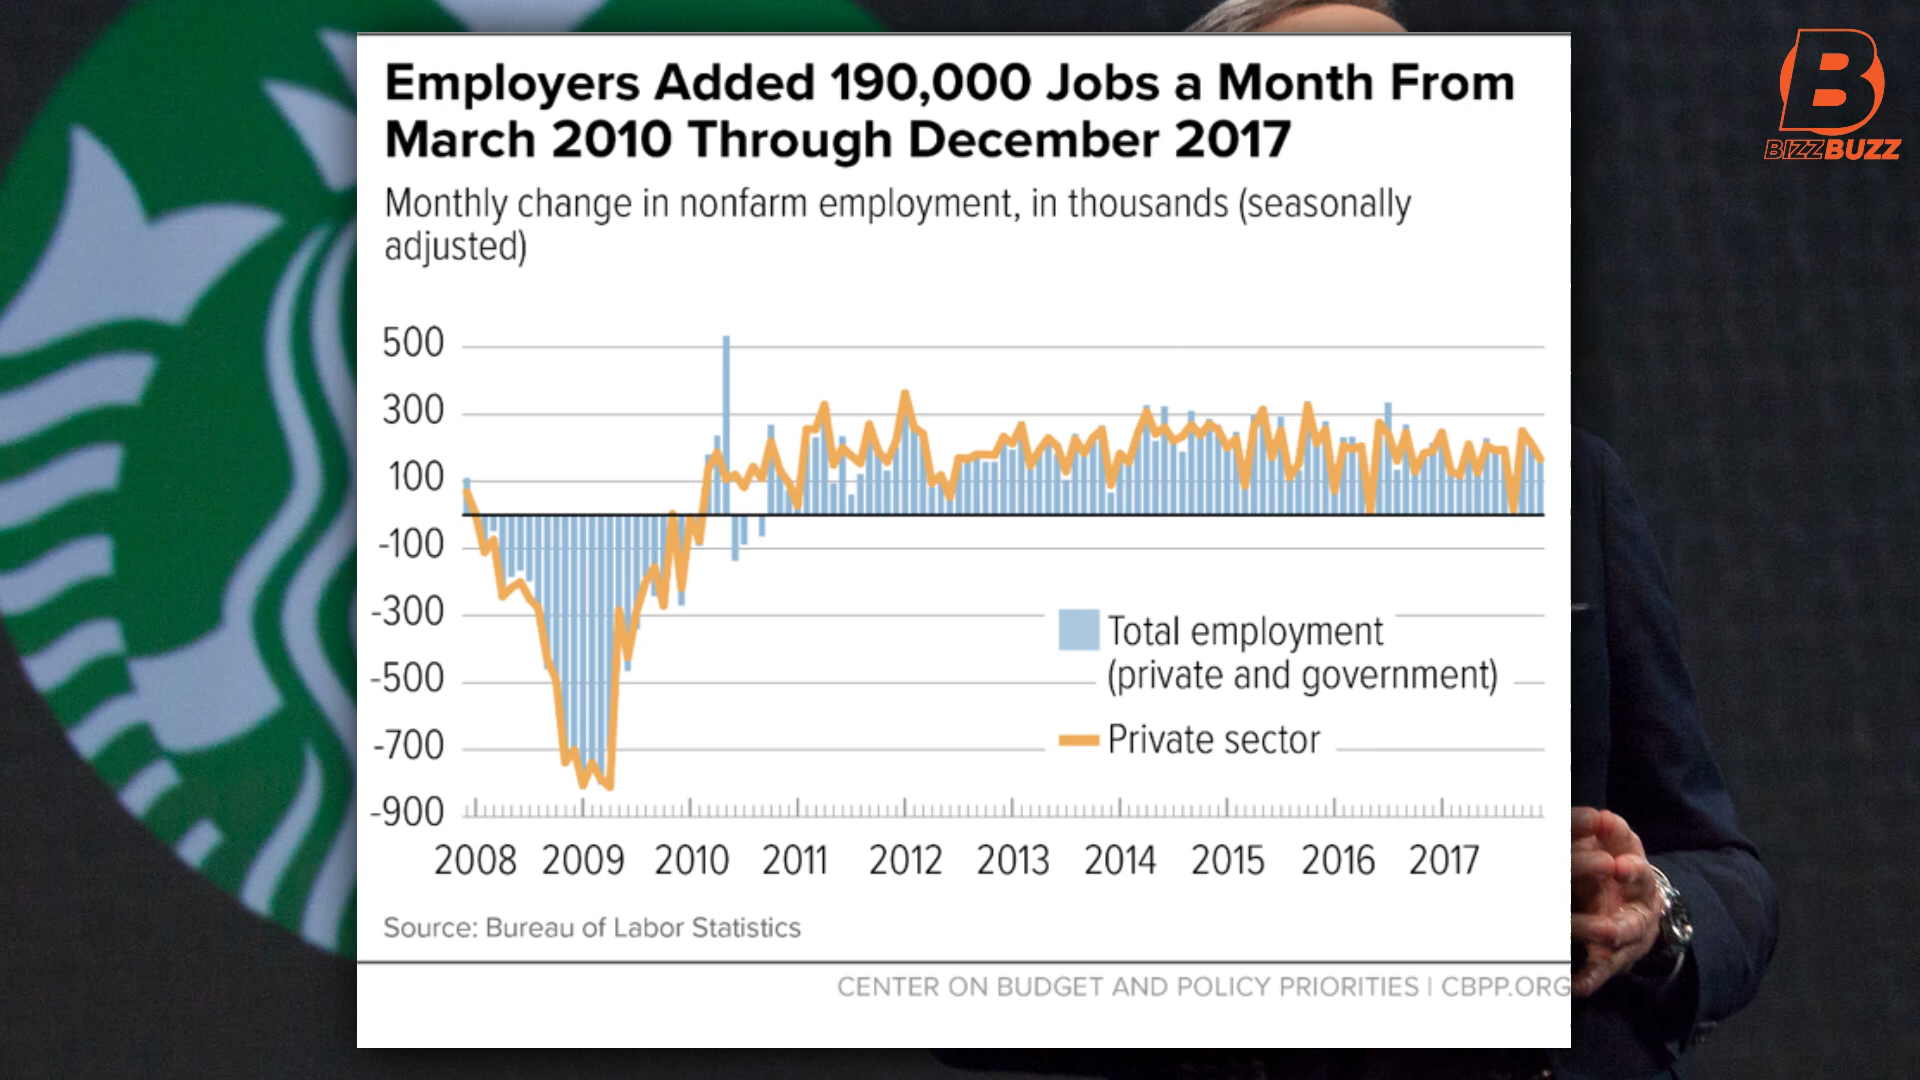 Employers Added 190,000 Jobs a Month From
March 2010 Through December 2017
Monthly change in nonfarm employment, in thousands (seasonally
adjusted)
500
300
100
-100
-300
-500
-700
-900
Total employment
(private and government)
Private sector
2008 2009 2010 2011 2012 2013 2014 2015 2016 2017
Source: Bureau of Labor Statistics
CENTER ON BUDGET AND POLICY PRIORITIES | CBPP.ORG
B
BIZZBUZZ